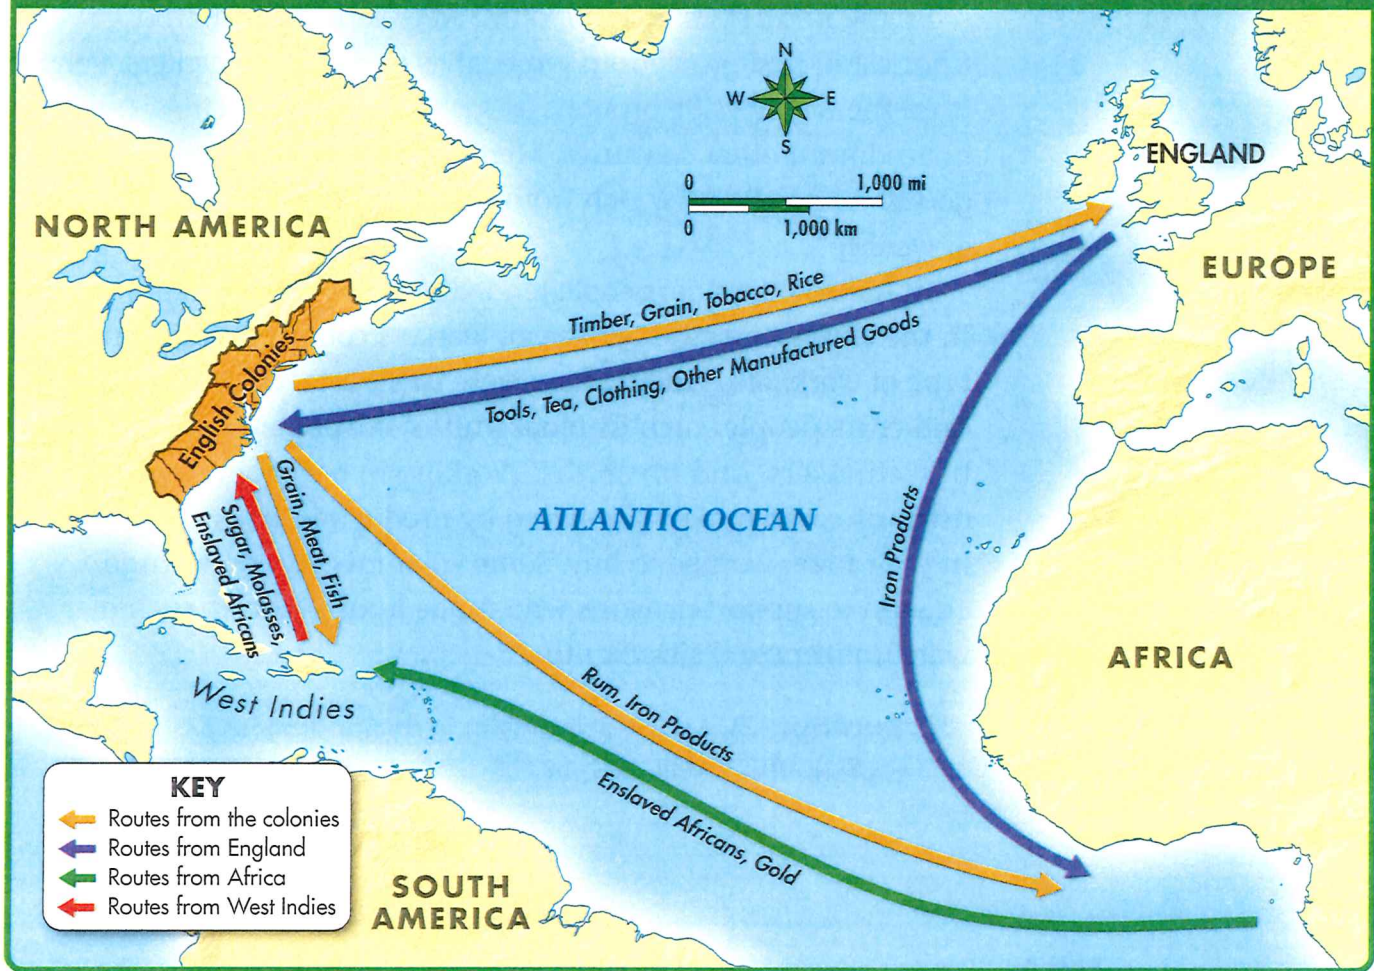 N
W E
S
0 1,000 mi
0 1,000 km
ENGLAND
NORTH AMERICA
EUROPE
English Colonies
Timber, Grain, Tobacco, Rice
Tools, Tea, Clothing, Other Manufactured Goods
Grain, Meat, Fish
Sugar, Molasses,
Enslaved Africans
ATLANTIC OCEAN
Iron Products
AFRICA
West Indies
Rum, Iron Products
Enslaved Africans, Gold
SOUTH
AMERICA
KEY
Routes from the colonies
Routes from England
Routes from Africa
Routes from West Indies